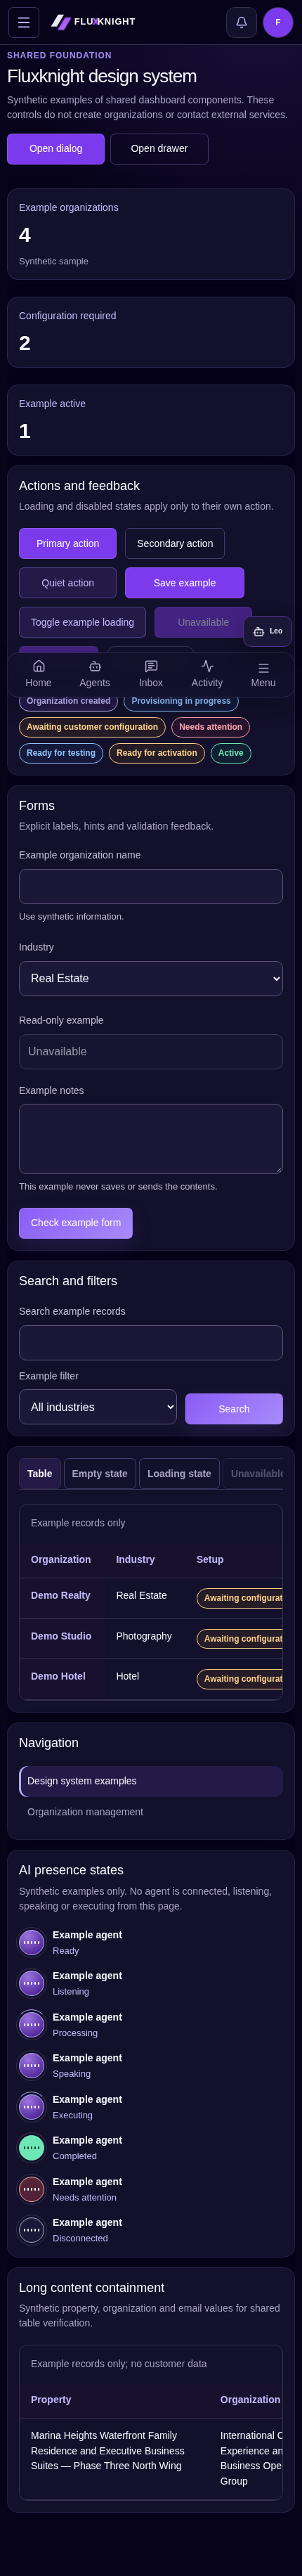 FLUXKNIGHT
F
SHARED FOUNDATION
Fluxknight design system
Synthetic examples of shared dashboard components. These
controls do not create organizations or contact external services.
Open dialog
Open drawer
Example organizations
4
Synthetic sample
Configuration required
2
Example active
1
Actions and feedback
Loading and disabled states apply only to their own action.
Primary action
Secondary action
Quiet action
Save example
Toggle example loading
Unavailable
Leo
Home
Agents
Inbox
Activity
Menu
Organization created
Provisioning in progress
Awaiting customer configuration
Needs attention
Ready for testing
Ready for activation
Active
Forms
Explicit labels, hints and validation feedback.
Example organization name
Use synthetic information.
Industry
Real Estate
Read-only example
Unavailable
Example notes
This example never saves or sends the contents.
Check example form
Search and filters
Search example records
Example filter
All industries
Search
Table
Empty state
Loading state
Unavailable
Example records only
Organization
Industry
Setup
Demo Realty
Real Estate
Awaiting configurat
Demo Studio
Photography
Awaiting configurat
Demo Hotel
Hotel
Awaiting configurat
Navigation
Design system examples
Organization management
AI presence states
Synthetic examples only. No agent is connected, listening,
speaking or executing from this page.
Example agent
Ready
Example agent
Listening
Example agent
Processing
Example agent
Speaking
Example agent
Executing
Example agent
Completed
Example agent
Needs attention
Example agent
Disconnected
Long content containment
Synthetic property, organization and email values for shared
table verification.
Example records only; no customer data
Property
Organization
Marina Heights Waterfront Family
Residence and Executive Business
Suites — Phase Three North Wing
International
Experience an
Business Ope
Group